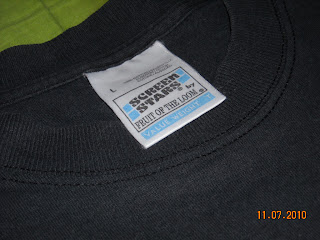 L
SCREEN
STARS® by
FRUIT OF THE LOOM®
11.07.2010